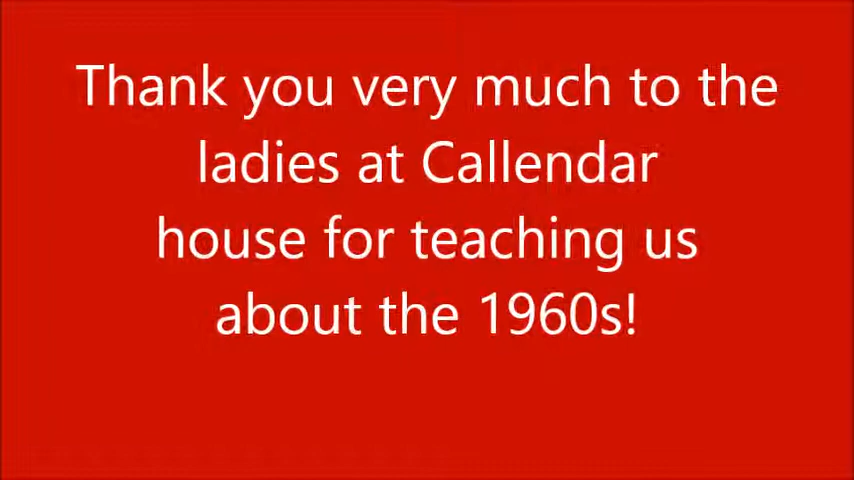 Thank you very much to the
ladies at Callendar
house for teaching us
about the 1960s!